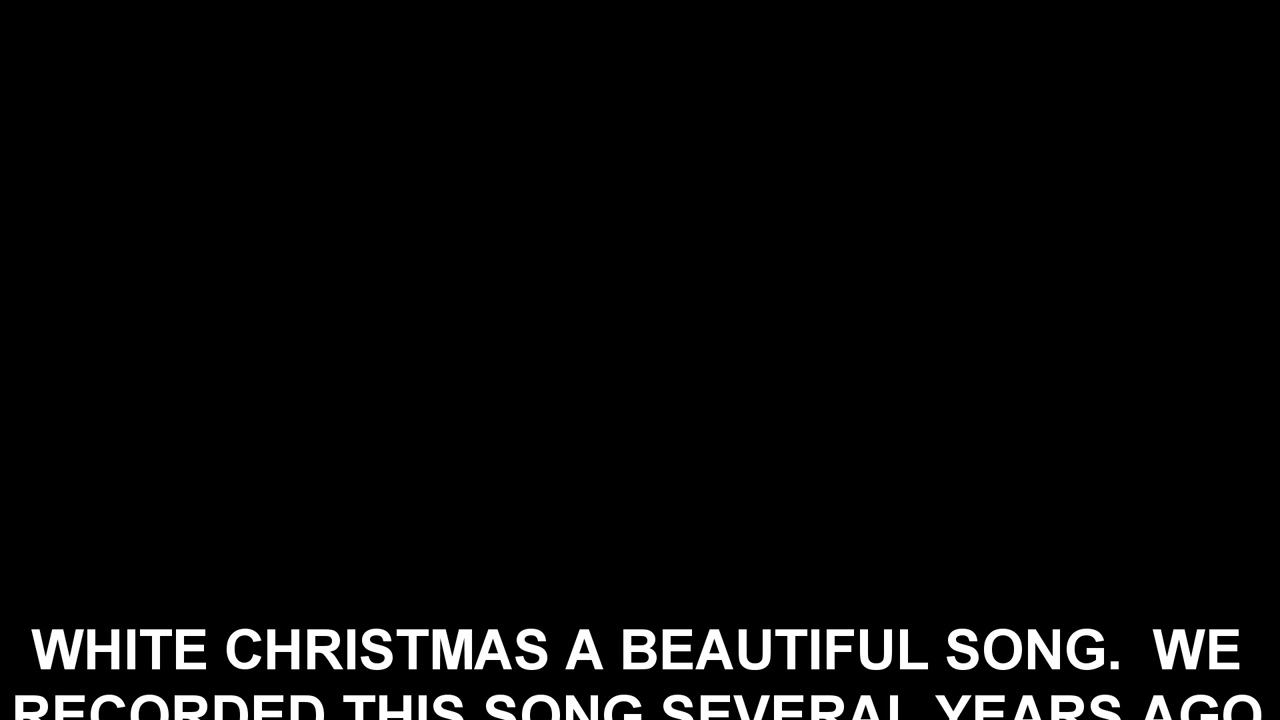 WHITE CHRISTMAS A BEAUTIFUL SONG.  WE
RECORDED THIS SONG SEVERAL YEARS AGO